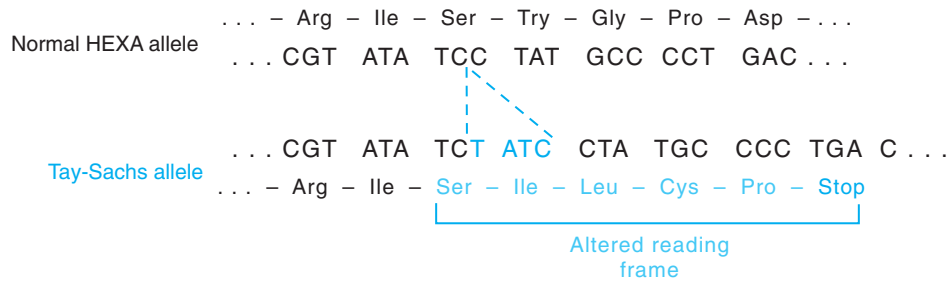 . . . – Arg – Ile – Ser – Try – Gly – Pro – Asp – . . .
Normal HEXA allele
. . . CGT ATA TCC TAT GCC CCT GAC . . .
. . . CGT ATA TCT ATC CTA TGC CCC TGA C . . .
Tay-Sachs allele
. . . – Arg – Ile – Ser – Ile – Leu – Cys – Pro – Stop
Altered reading
frame